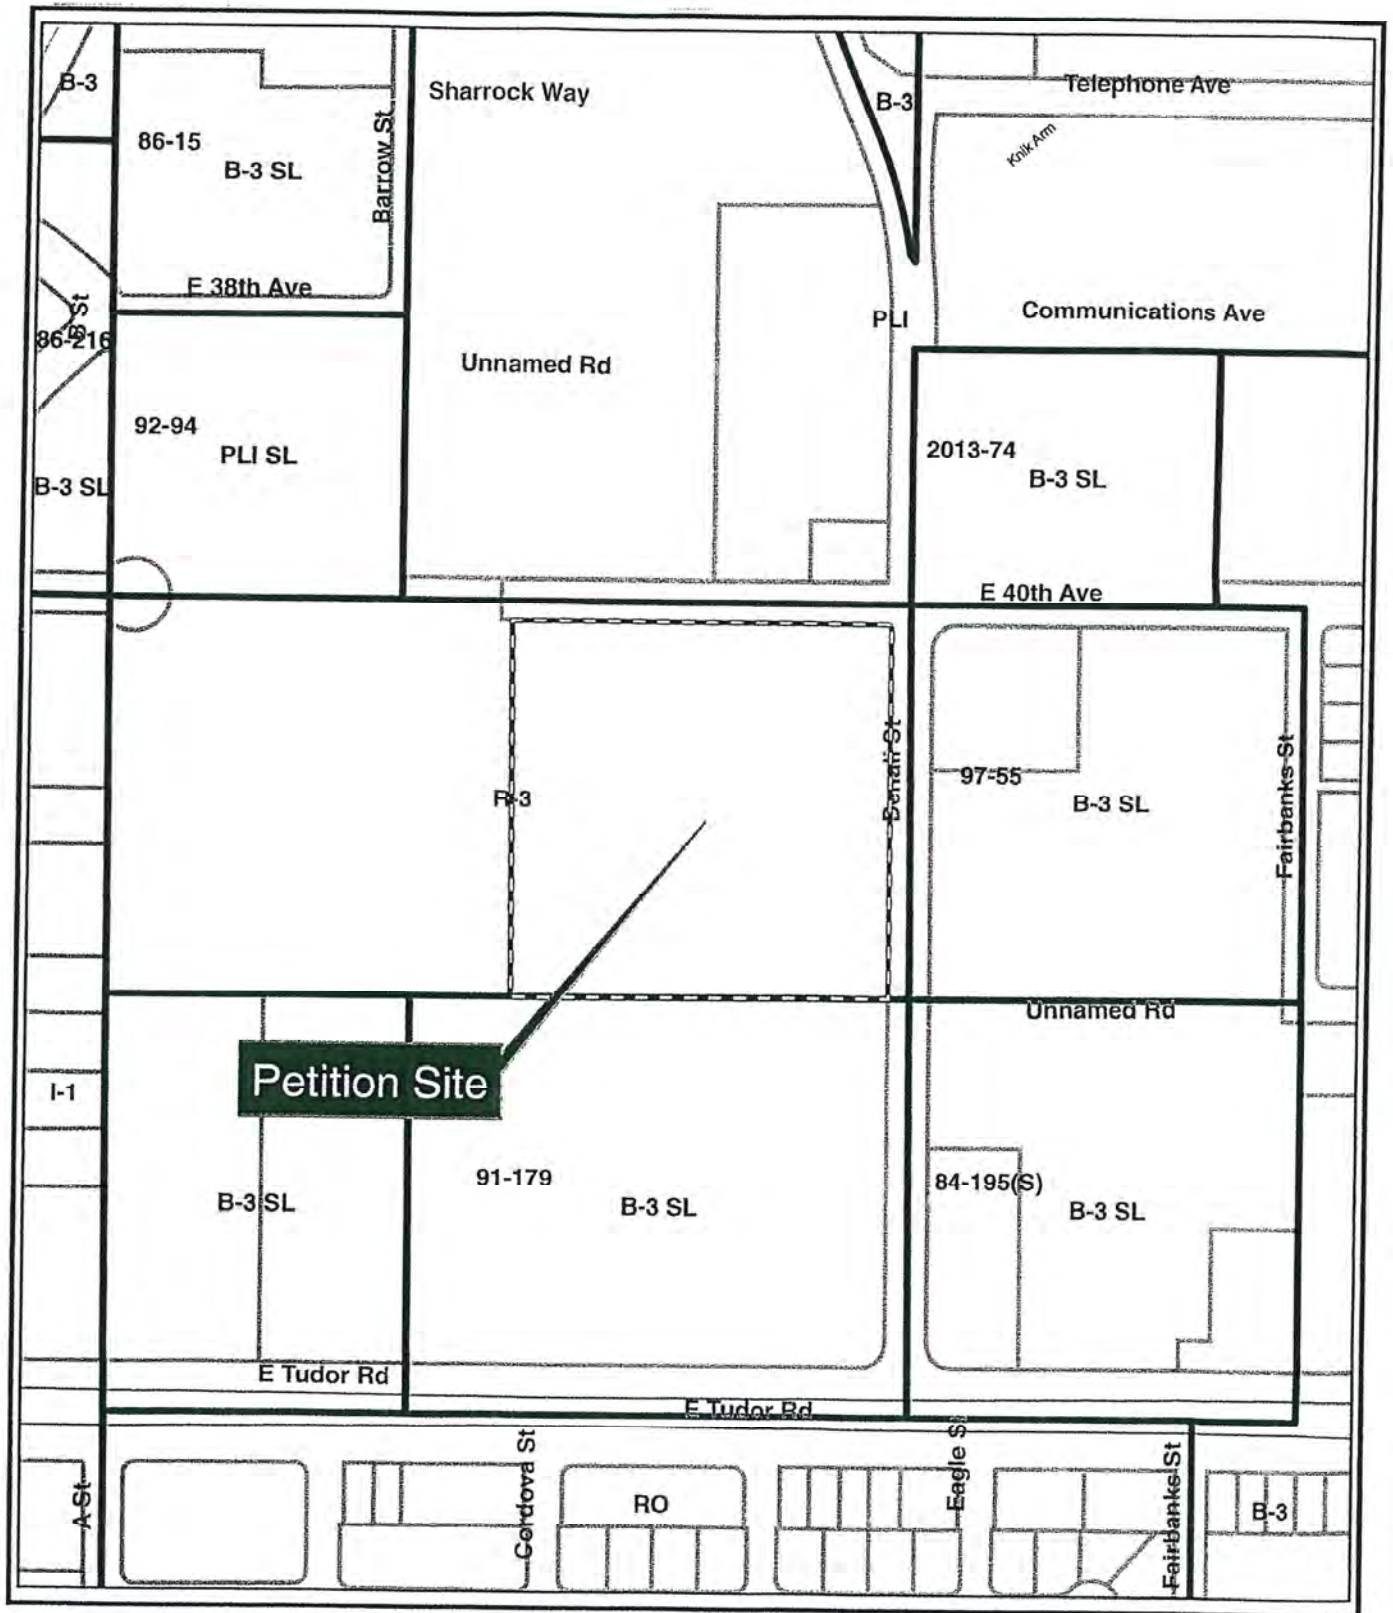 B-3
Sharrock Way
Telephone Ave
B-3
86-15
Knik Arm
B-3 SL
Barrow St
E 38th Ave
B St
86-216
PLI
Communications Ave
Unnamed Rd
92-94
PLI SL
2013-74
B-3 SL
B-3 SL
E 40th Ave
R-3
Denali St
97-55
B-3 SL
Fairbanks St
Unnamed Rd
Petition Site
I-1
91-179
84-195(S)
B-3 SL
B-3 SL
B-3 SL
E Tudor Rd
E Tudor Rd
A St
Cordova St
RO
Eagle St
Fairbanks St
B-3